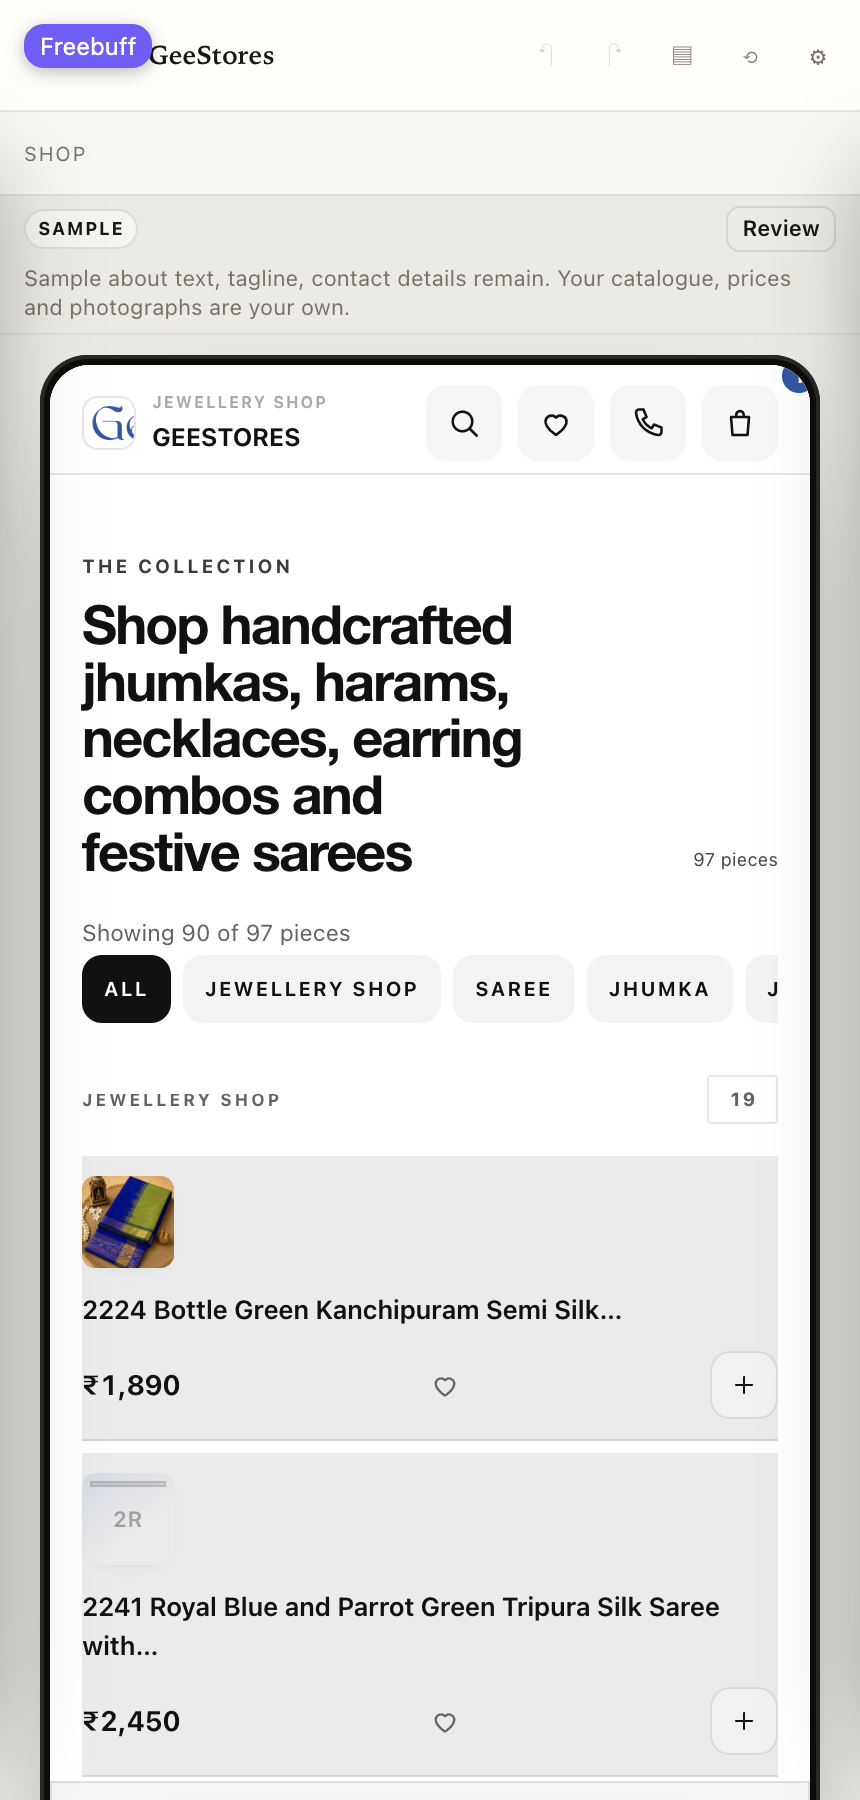 Freebuff GeeStores
SHOP
SAMPLE
Review
Sample about text, tagline, contact details remain. Your catalogue, prices
and photographs are your own.
Ge
JEWELLERY SHOP
GEESTORES
THE COLLECTION
Shop handcrafted
jhumkas, harams,
necklaces, earring
combos and
festive sarees
97 pieces
Showing 90 of 97 pieces
ALL
JEWELLERY SHOP
SAREE
JHUMKA
J
JEWELLERY SHOP
19
2224 Bottle Green Kanchipuram Semi Silk...
₹1,890
2R
2241 Royal Blue and Parrot Green Tripura Silk Saree
with...
₹2,450